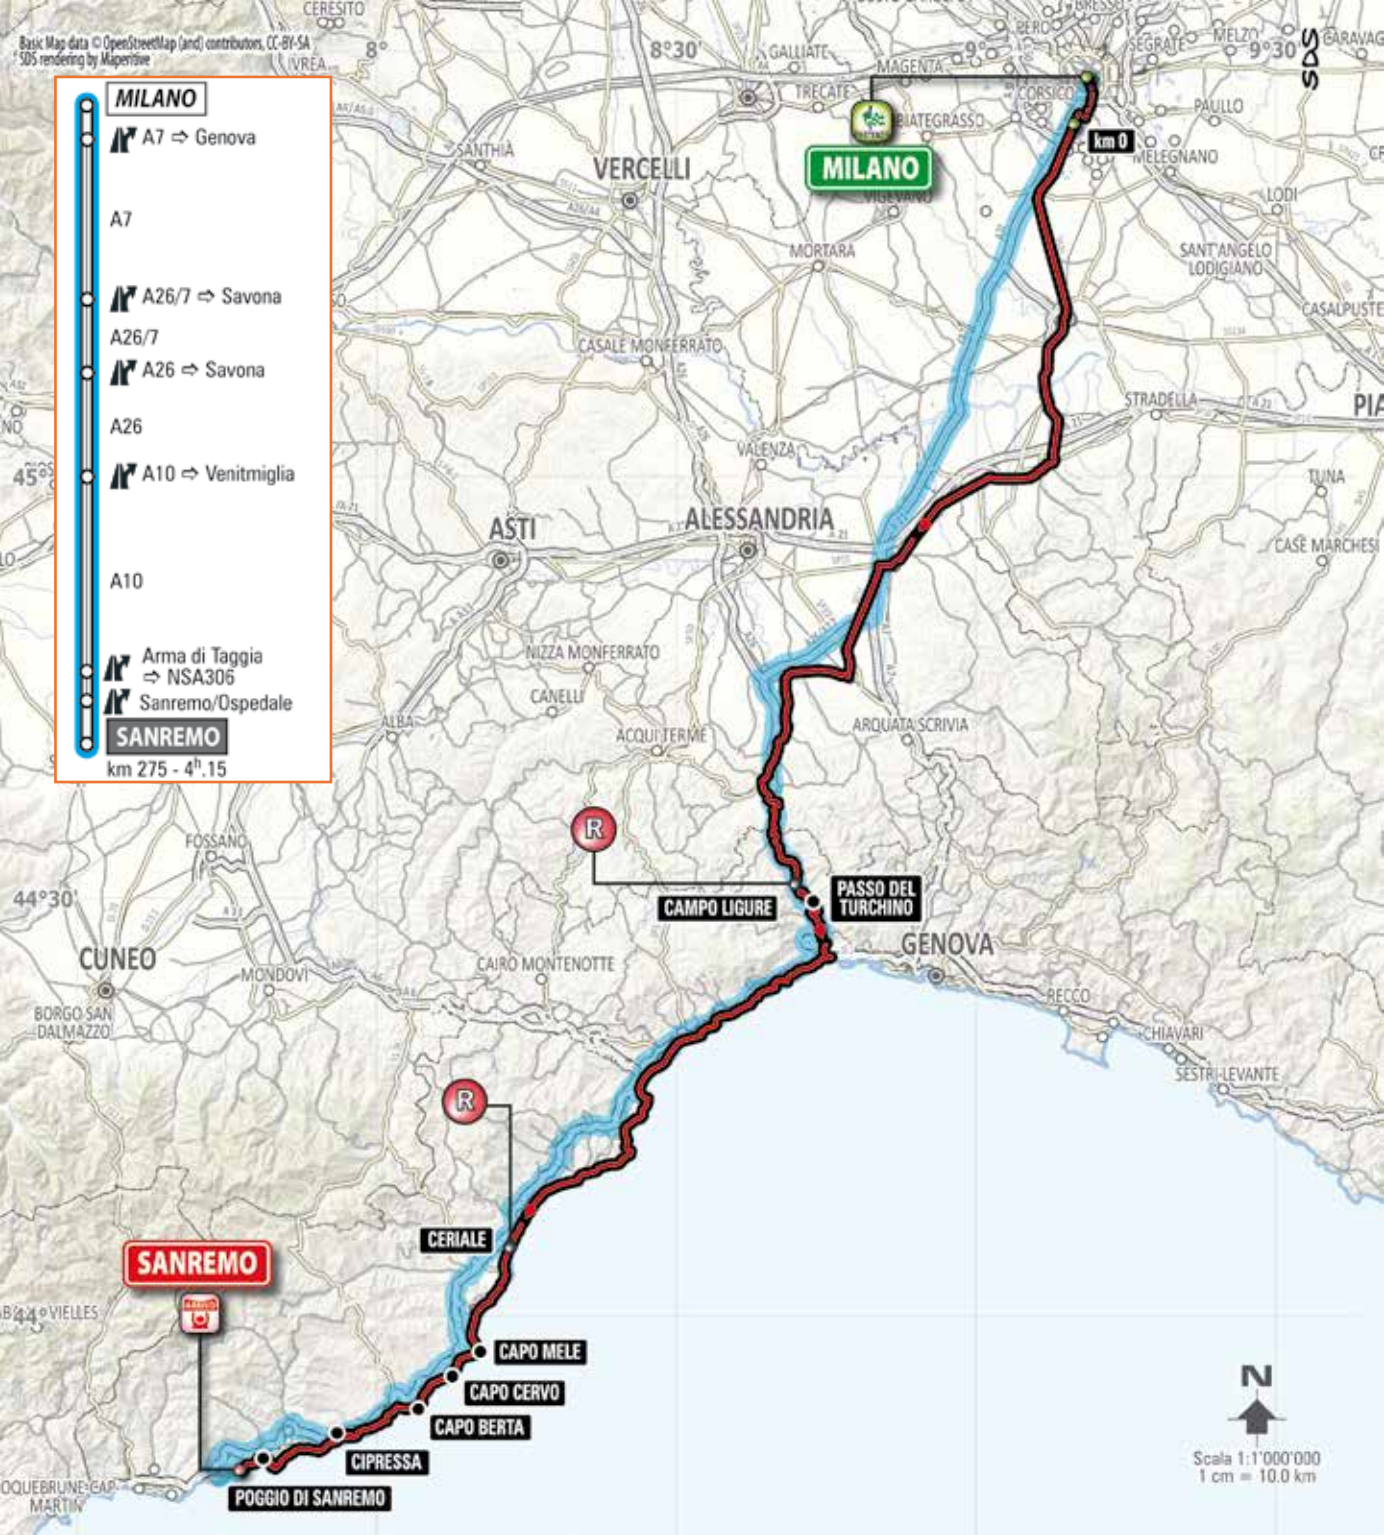 Basic Map data © OpenStreetMap (and) contributors, CC-BY-SA
SDS rendering by Maperitive
MILANO
A7 ⇨ Genova
A7
A26/7 ⇨ Savona
A26/7
A26 ⇨ Savona
A26
A10 ⇨ Venitmiglia
A10
Arma di Taggia
⇨ NSA306
Sanremo/Ospedale
SANREMO
km 275 - 4h.15
CERESITO
8°
8°30'
9°
9°30'
SDS
IVREA
GALLIATE
MAGENTA
TRECATE
PERO
BRESSO
SEGRATE
MELZO
CARAVAG
CORSICO
PAULLO
BIATEGRASSO
km 0
MELEGNANO
MILANO
VIGEVANO
LODI
SANTHIÀ
VERCELLI
MORTARA
SANT'ANGELO
LODIGIANO
CASALPUSTE
CASALE MONFERRATO
STRADELLA
PIA
VALENZA
45°
TUNA
ASTI
ALESSANDRIA
A 21
CASE MARCHESI
NIZZA MONFERRATO
CANELLI
ALBA
ACQUI TERME
ARQUATA SCRIVIA
R
FOSSANO
44°30'
CAMPO LIGURE
PASSO DEL
TURCHINO
CUNEO
MONDOVI
CAIRO MONTENOTTE
GENOVA
BORGO SAN
DALMAZZO
RECCO
CHIAVARI
SESTRI-LEVANTE
R
CERIALE
SANREMO
ARRIVO
44°
VIELLES
CAPO MELE
CAPO CERVO
CAPO BERTA
CIPRESSA
POGGIO DI SANREMO
OQUEBRUNE-CAP-
MARTIN
N
Scala 1:1'000'000
1 cm = 10.0 km